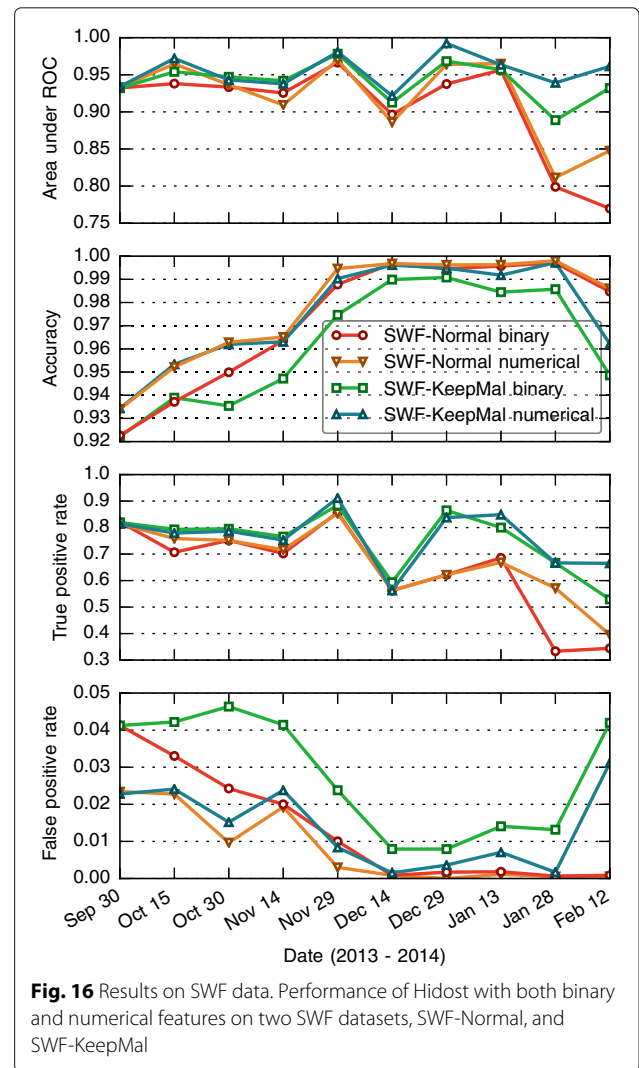 1.00
0.95
0.90
0.85
0.80
0.75
Area under ROC
1.00
0.99
0.98
0.97
0.96
0.95
0.94
0.93
0.92
Accuracy
SWF-Normal binary
SWF-Normal numerical
SWF-KeepMal binary
SWF-KeepMal numerical
1.0
0.9
0.8
0.7
0.6
0.5
0.4
0.3
True positive rate
0.05
0.04
0.03
0.02
0.01
0.00
False positive rate
Sep 30
Oct 15
Oct 30
Nov 14
Nov 29
Dec 14
Dec 29
Jan 13
Jan 28
Feb 12
Date (2013 - 2014)
Fig. 16 Results on SWF data. Performance of Hidost with both binary
and numerical features on two SWF datasets, SWF-Normal, and
SWF-KeepMal